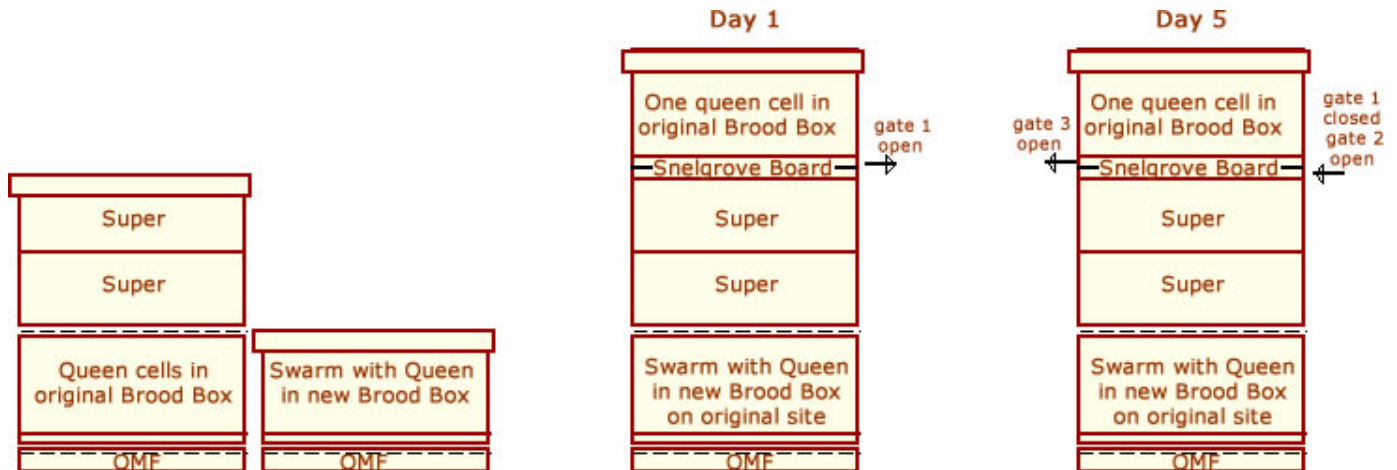 Super
Super
Queen cells in
original Brood Box
OMF
Swarm with Queen
in new Brood Box
OMF
Day 1
One queen cell in
original Brood Box
gate 1
open
Snelgrove Board
Super
Super
Swarm with Queen
in new Brood Box
on original site
OMF
Day 5
One queen cell in
original Brood Box
gate 3
open
gate 1
closed
gate 2
open
Snelgrove Board
Super
Super
Swarm with Queen
in new Brood Box
on original site
OMF